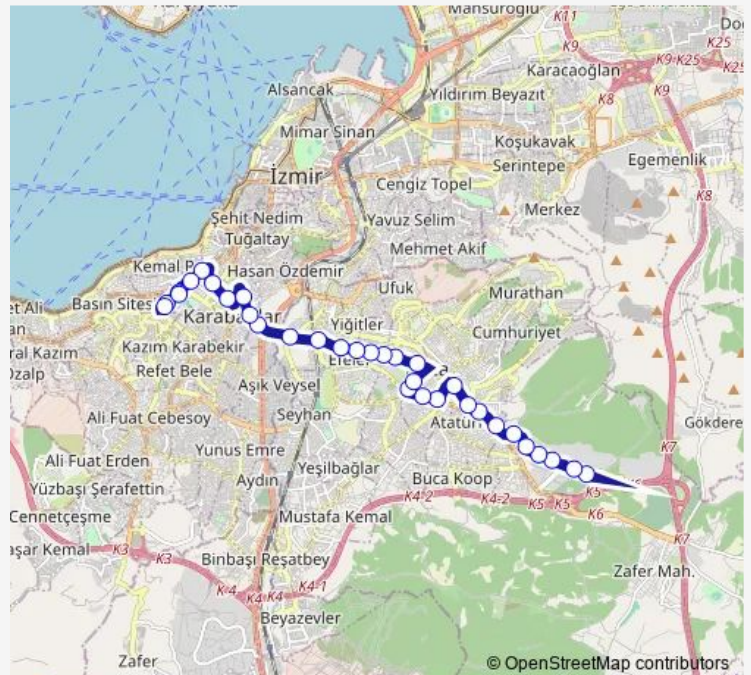 Mansuroğlu
K11
K9
K9
K25
K25
Karacaoğlan
K9
Alsancak
Yıldırım Beyazıt
K8
Mimar Sinan
Koşukavak
İzmir
Serintepe
Egemenlik
Cengiz Topel
K8
Merkez
Şehit Nedim
Yavuz Selim
Tuğaltay
Mehmet Akif
Hasan Özdemir
Ufuk
Murathan
Yiğitler
Cumhuriyet
Kazım Karabekir
Refet Bele
Aşık Veysel
Ali Fuat Cebesoy
Seyhan
Gökdere
Yunus Emre
K7
Ali Fuat Erden
Yeşilbağlar
Buca Koop
Yüzbaşı Şerafettin
Aydın
K4-2
K4-2
K5
K5
K5
K6
Cennetçeşme
Mustafa Kemal
K7
K3
K3
Binbaşı Reşatbey
Zafer Mah.
K4
K4
K4
K4-1
Beyazevler
Zafer
© OpenStreetMap contributors